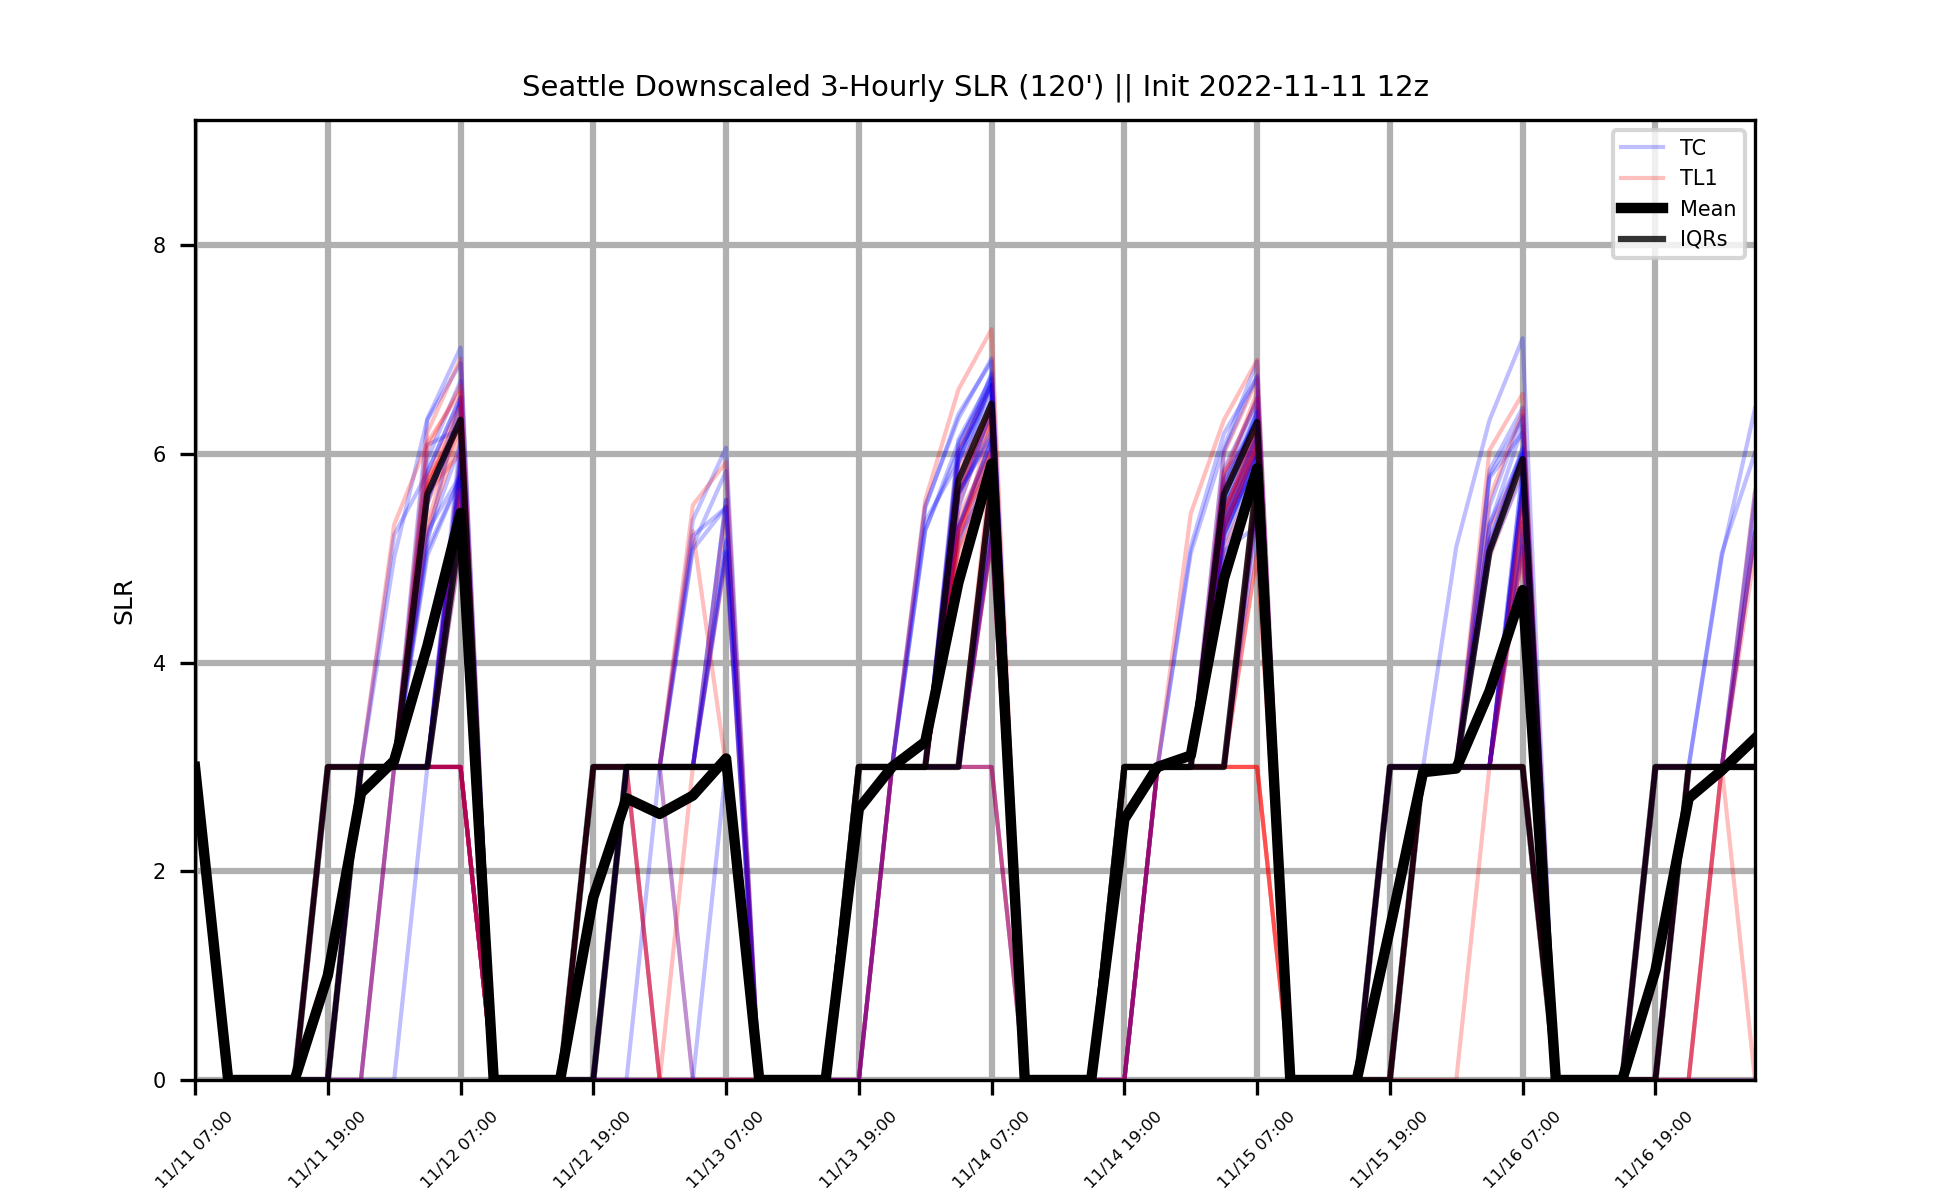 Seattle Downscaled 3-Hourly SLR (120') || Init 2022-11-11 12z
TC
TL1
Mean
IQRs
8
6
4
2
0
SLR
11/11 07:00
11/11 19:00
11/12 07:00
11/12 19:00
11/13 07:00
11/13 19:00
11/14 07:00
11/14 19:00
11/15 07:00
11/15 19:00
11/16 07:00
11/16 19:00